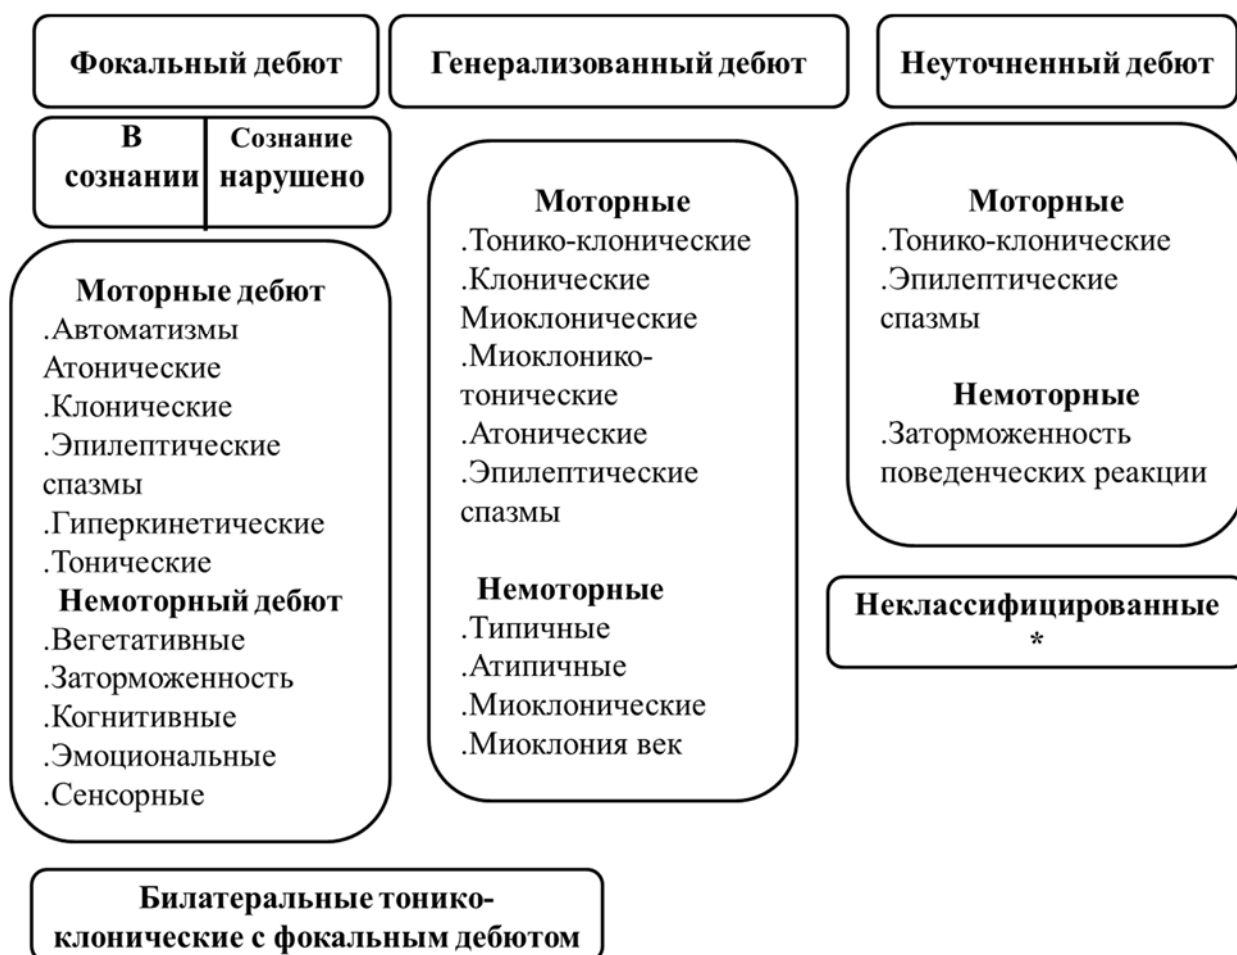 Фокальный дебют
В сознании
Сознание нарушено
Моторные дебют
.Автоматизмы
Атонические
.Клонические
.Эпилептические
спазмы
.Гиперкинетические
.Тонические
Немоторный дебют
.Вегетативные
.Заторможенность
.Когнитивные
.Эмоциональные
.Сенсорные
Билатеральные тонико-
клонические с фокальным дебютом
Генерализованный дебют
Моторные
.Тонико-клонические
.Клонические
Миоклонические
.Миоклонико-
тонические
.Атонические
.Эпилептические
спазмы
Немоторные
.Типичные
.Атипичные
.Миоклонические
.Миоклония век
Неуточненный дебют
Моторные
.Тонико-клонические
.Эпилептические
спазмы
Немоторные
.Заторможенность
поведенческих реакции
Неклассифицированные
*